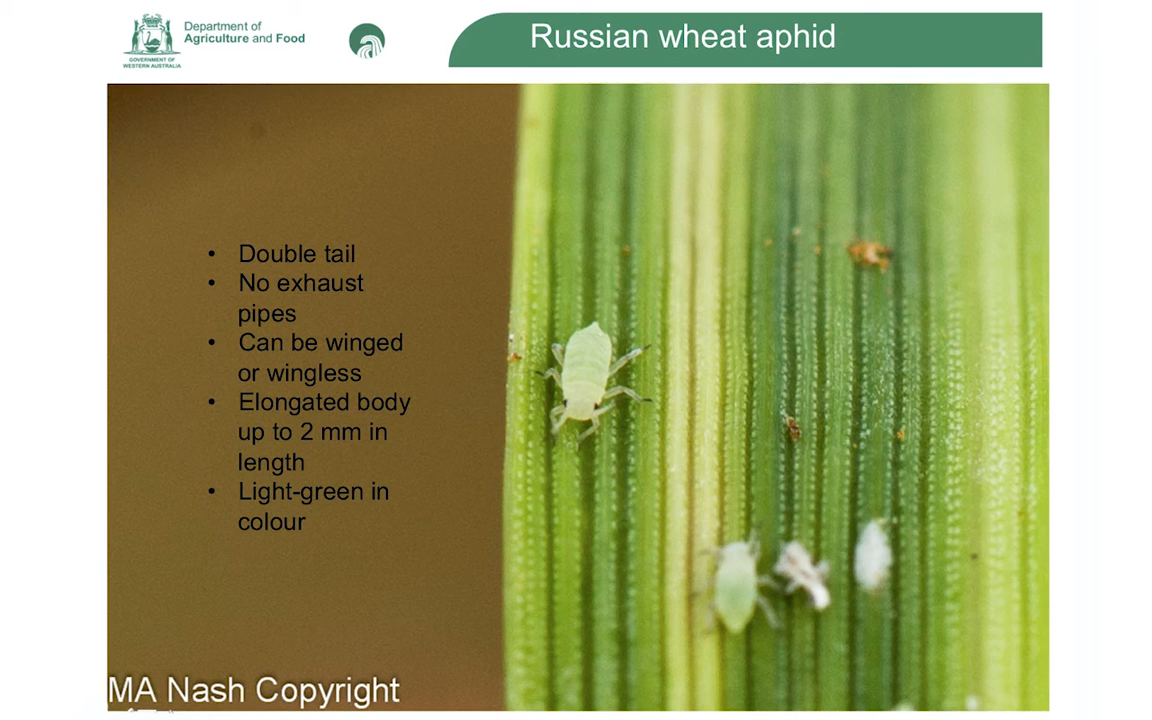 Department of
Agriculture and Food
GOVERNMENT OF
WESTERN AUSTRALIA
Russian wheat aphid
• Double tail
• No exhaust
pipes
• Can be winged
or wingless
• Elongated body
up to 2 mm in
length
• Light-green in
colour
MA Nash Copyright